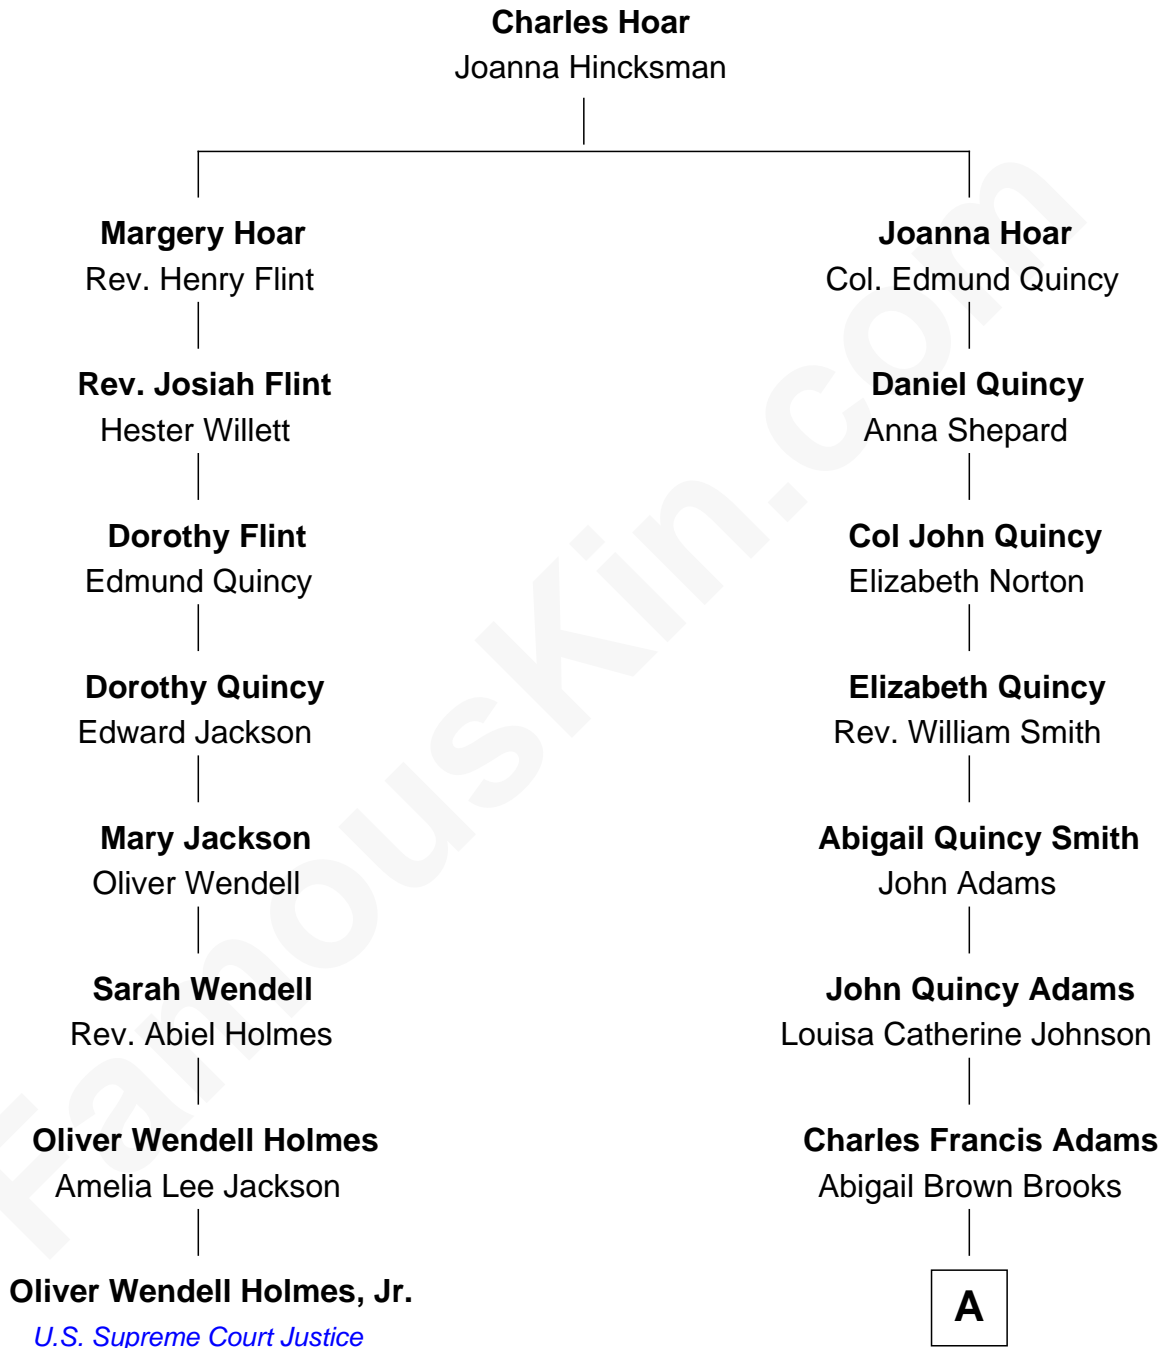 Charles Hoar
Joanna Hincksman
Margery Hoar
Rev. Henry Flint
Joanna Hoar
Col. Edmund Quincy
Rev. Josiah Flint
Hester Willett
Daniel Quincy
Anna Shepard
Dorothy Flint
Edmund Quincy
Col John Quincy
Elizabeth Norton
Dorothy Quincy
Edward Jackson
Elizabeth Quincy
Rev. William Smith
Mary Jackson
Oliver Wendell
Abigail Quincy Smith
John Adams
Sarah Wendell
Rev. Abiel Holmes
John Quincy Adams
Louisa Catherine Johnson
Oliver Wendell Holmes
Amelia Lee Jackson
Charles Francis Adams
Abigail Brown Brooks
Oliver Wendell Holmes, Jr.
U.S. Supreme Court Justice
A
FamousKin.com